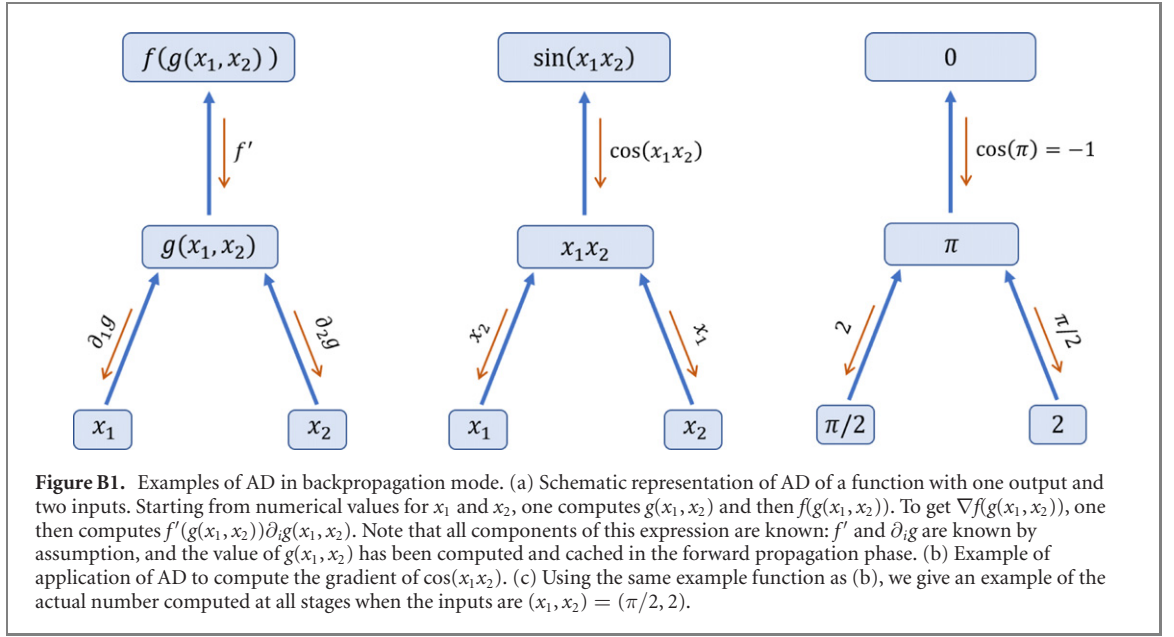 f(g(x₁, x₂))
sin(x₁x₂)
0
f′
cos(x₁x₂)
cos(π) = −1
g(x₁, x₂)
x₁x₂
π
∂₁g
∂₂g
x₂
x₁
2
π/2
x₁
x₂
x₁
x₂
π/2
2
Figure B1. Examples of AD in backpropagation mode. (a) Schematic representation of AD of a function with one output and
two inputs. Starting from numerical values for x₁ and x₂, one computes g(x₁, x₂) and then f(g(x₁, x₂)). To get ∇f(g(x₁, x₂)), one
then computes f′(g(x₁, x₂))∂ᵢg(x₁, x₂). Note that all components of this expression are known: f′ and ∂ᵢg are known by
assumption, and the value of g(x₁, x₂) has been computed and cached in the forward propagation phase. (b) Example of
application of AD to compute the gradient of cos(x₁x₂). (c) Using the same example function as (b), we give an example of the
actual number computed at all stages when the inputs are (x₁, x₂) = (π/2, 2).